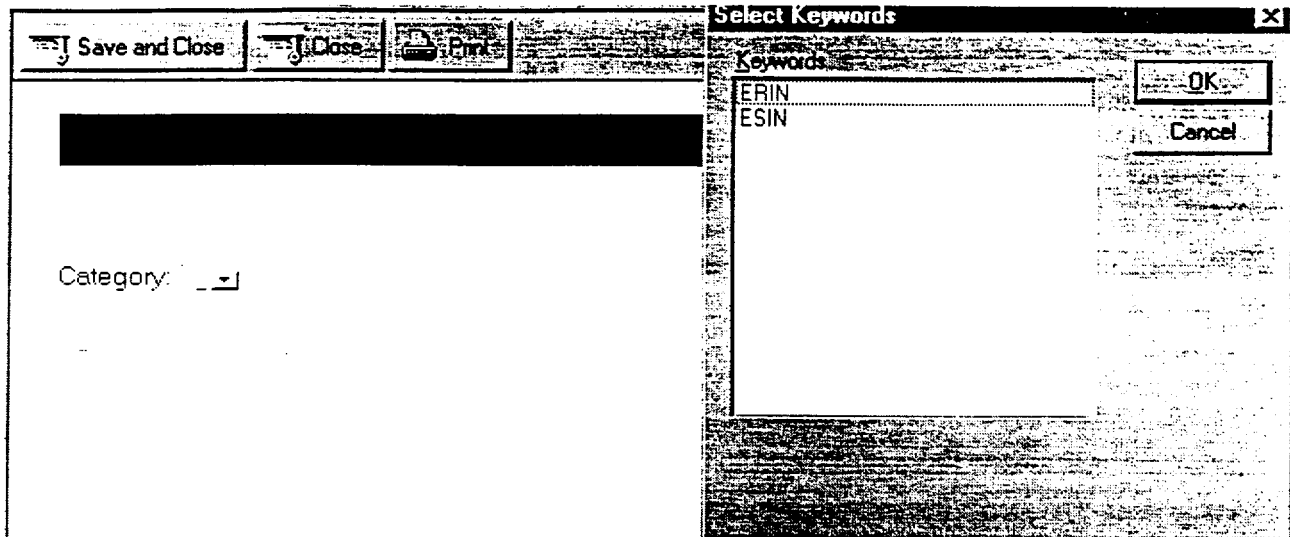 Save and Close
Close
Print
Category:
Select Keywords
Keywords
ERIN
ESIN
OK
Cancel